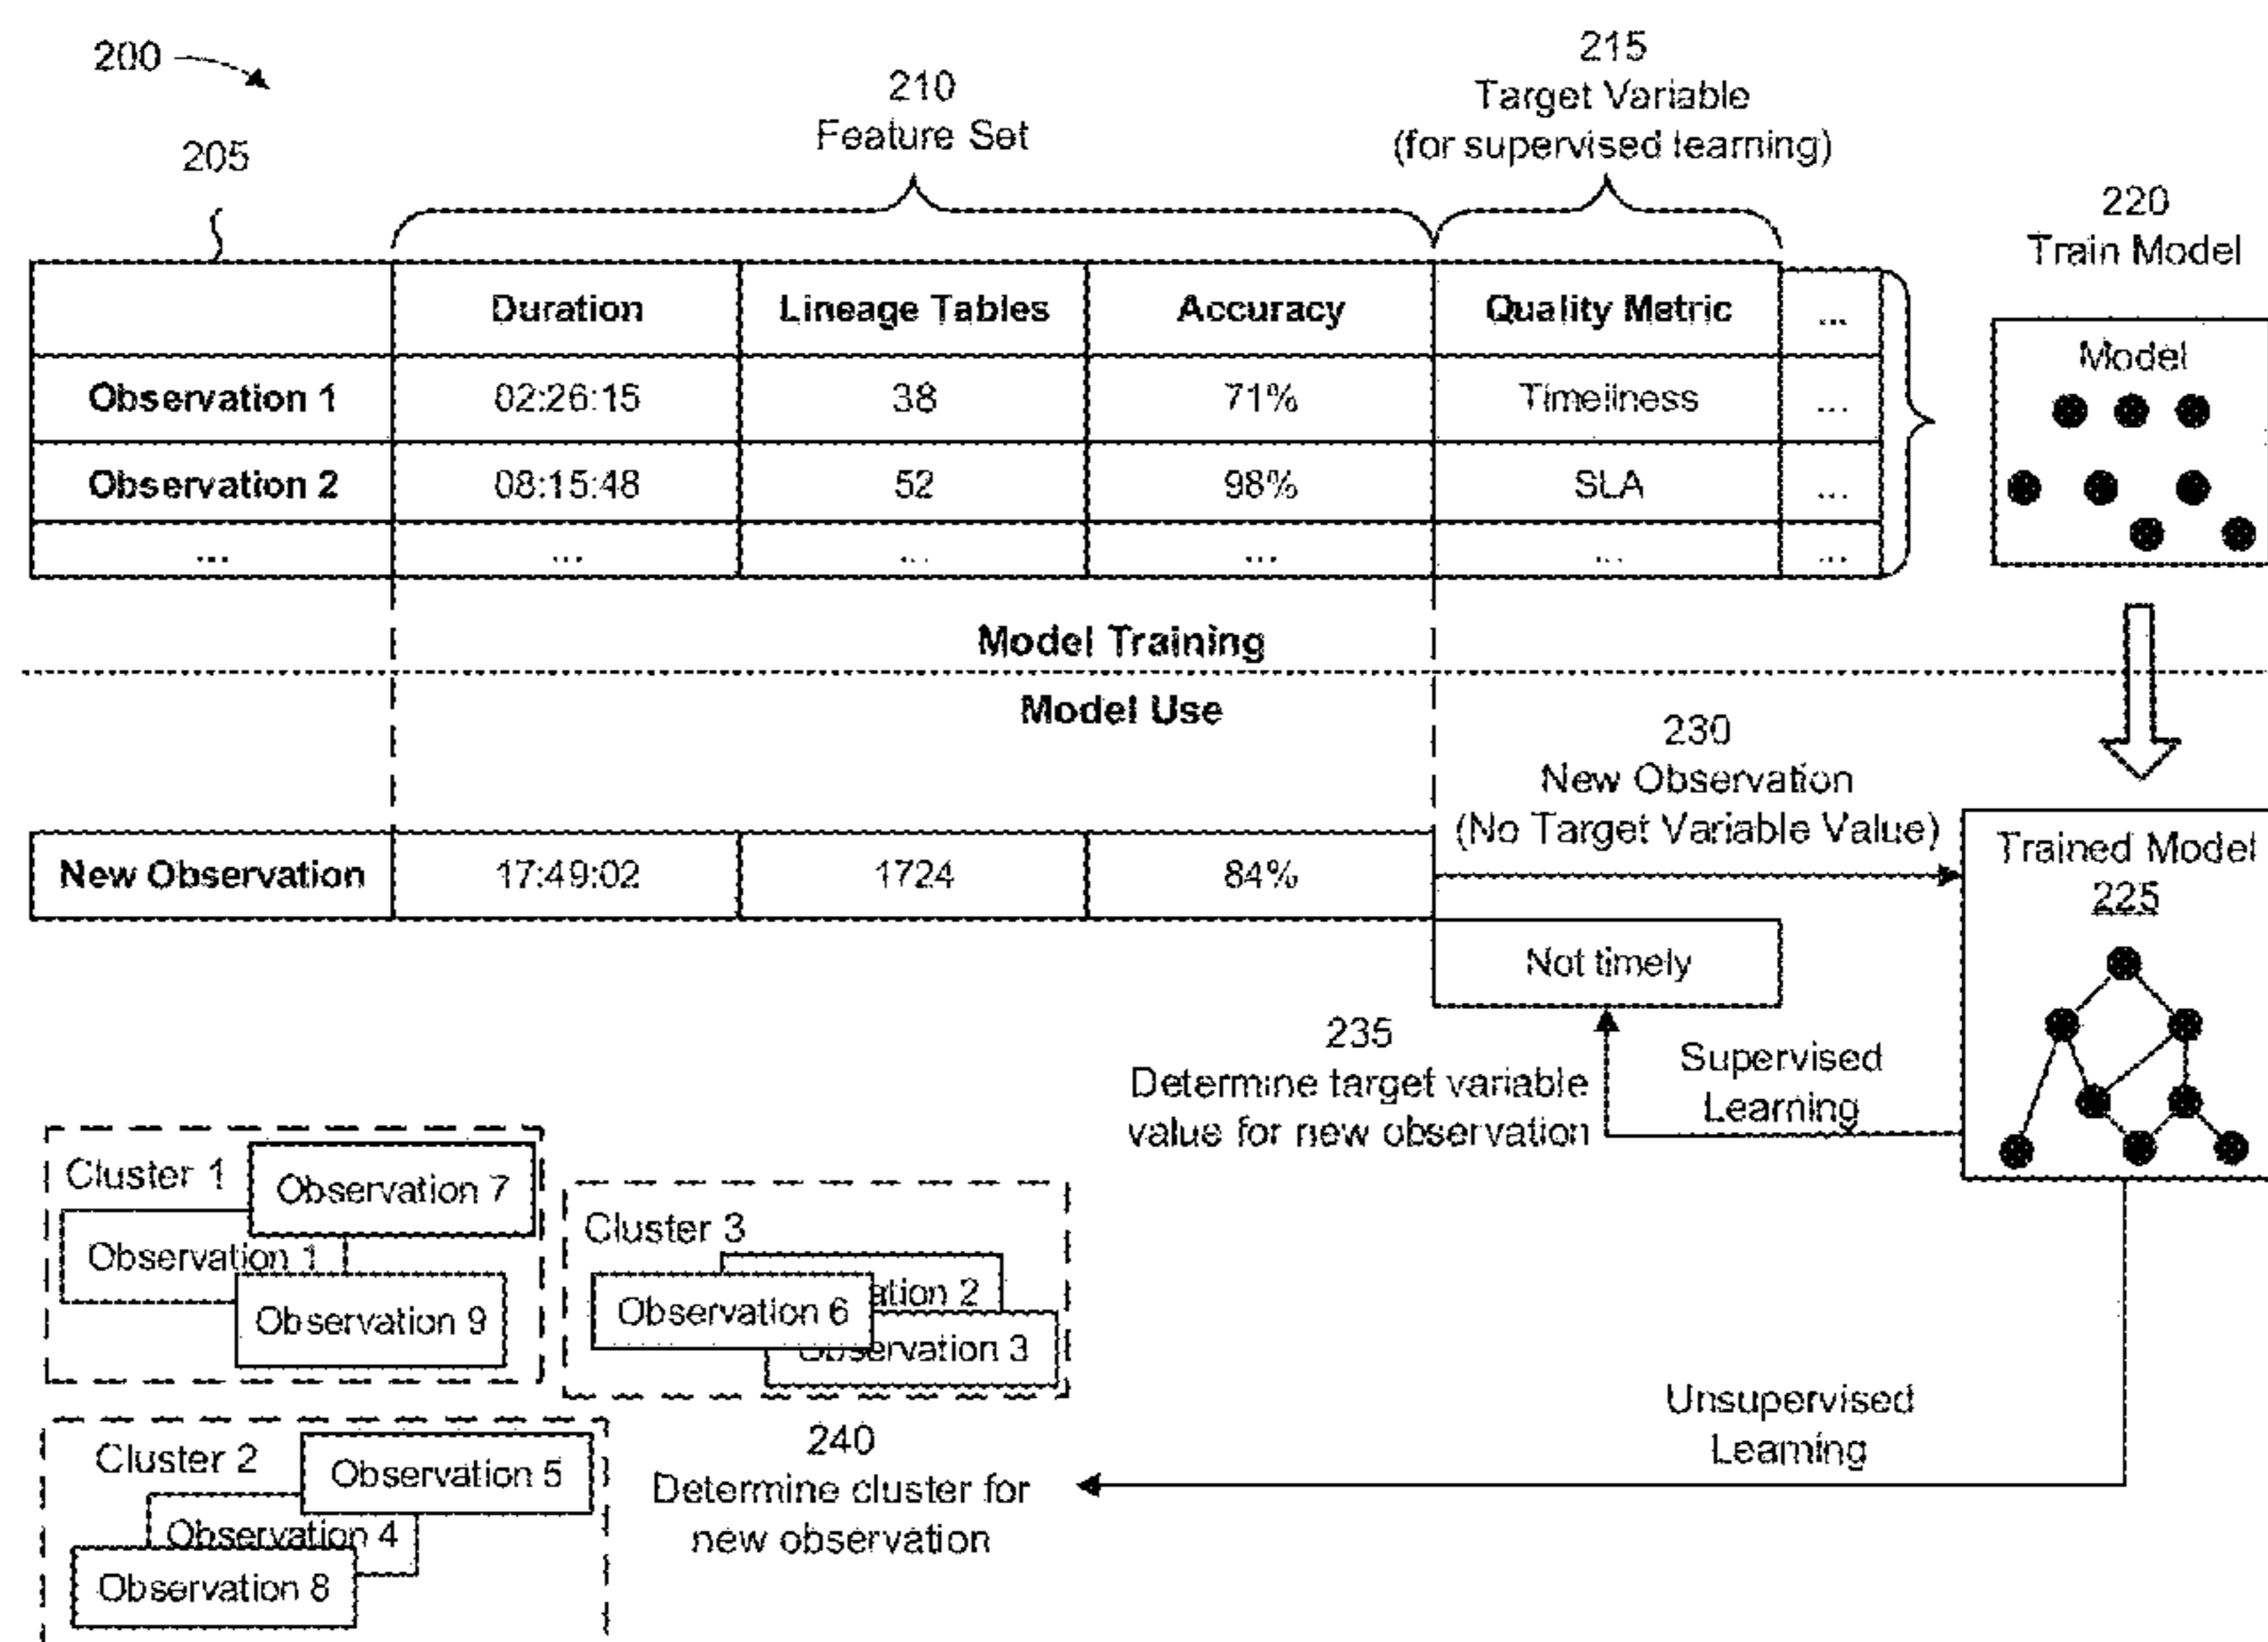 200
205
210
Feature Set
215
Target Variable
(for supervised learning)
220
Train Model
Duration Lineage Tables Accuracy Quality Metric ...
Observation 1 02:26:15 38 71% Timeliness ...
Observation 2 08:15:48 52 98% SLA ...
... ... ... ... ... ...
Model
Model Training
Model Use
230
New Observation
(No Target Variable Value)
New Observation 17:49:02 1724 84%
Trained Model
225
Not timely
235
Determine target variable
value for new observation
Supervised
Learning
Cluster 1
Observation 7
Observation 1
Observation 9
Cluster 3
ation 2
Observation 6
Observation 3
Cluster 2
Observation 5
Observation 4
Observation 8
240
Determine cluster for
new observation
Unsupervised
Learning